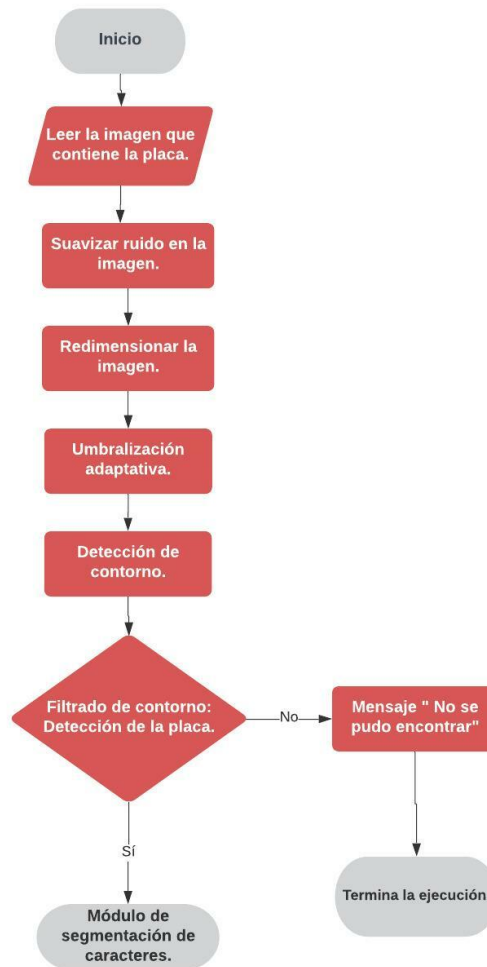 Inicio
Leer la imagen que
contiene la placa.
Suavizar ruido en la
imagen.
Redimensionar la
imagen.
Umbralización
adaptativa.
Detección de
contorno.
Filtrado de contorno:
Detección de la placa.
No
Mensaje " No se
pudo encontrar"
Sí
Termina la ejecución
Módulo de
segmentación de
caracteres.